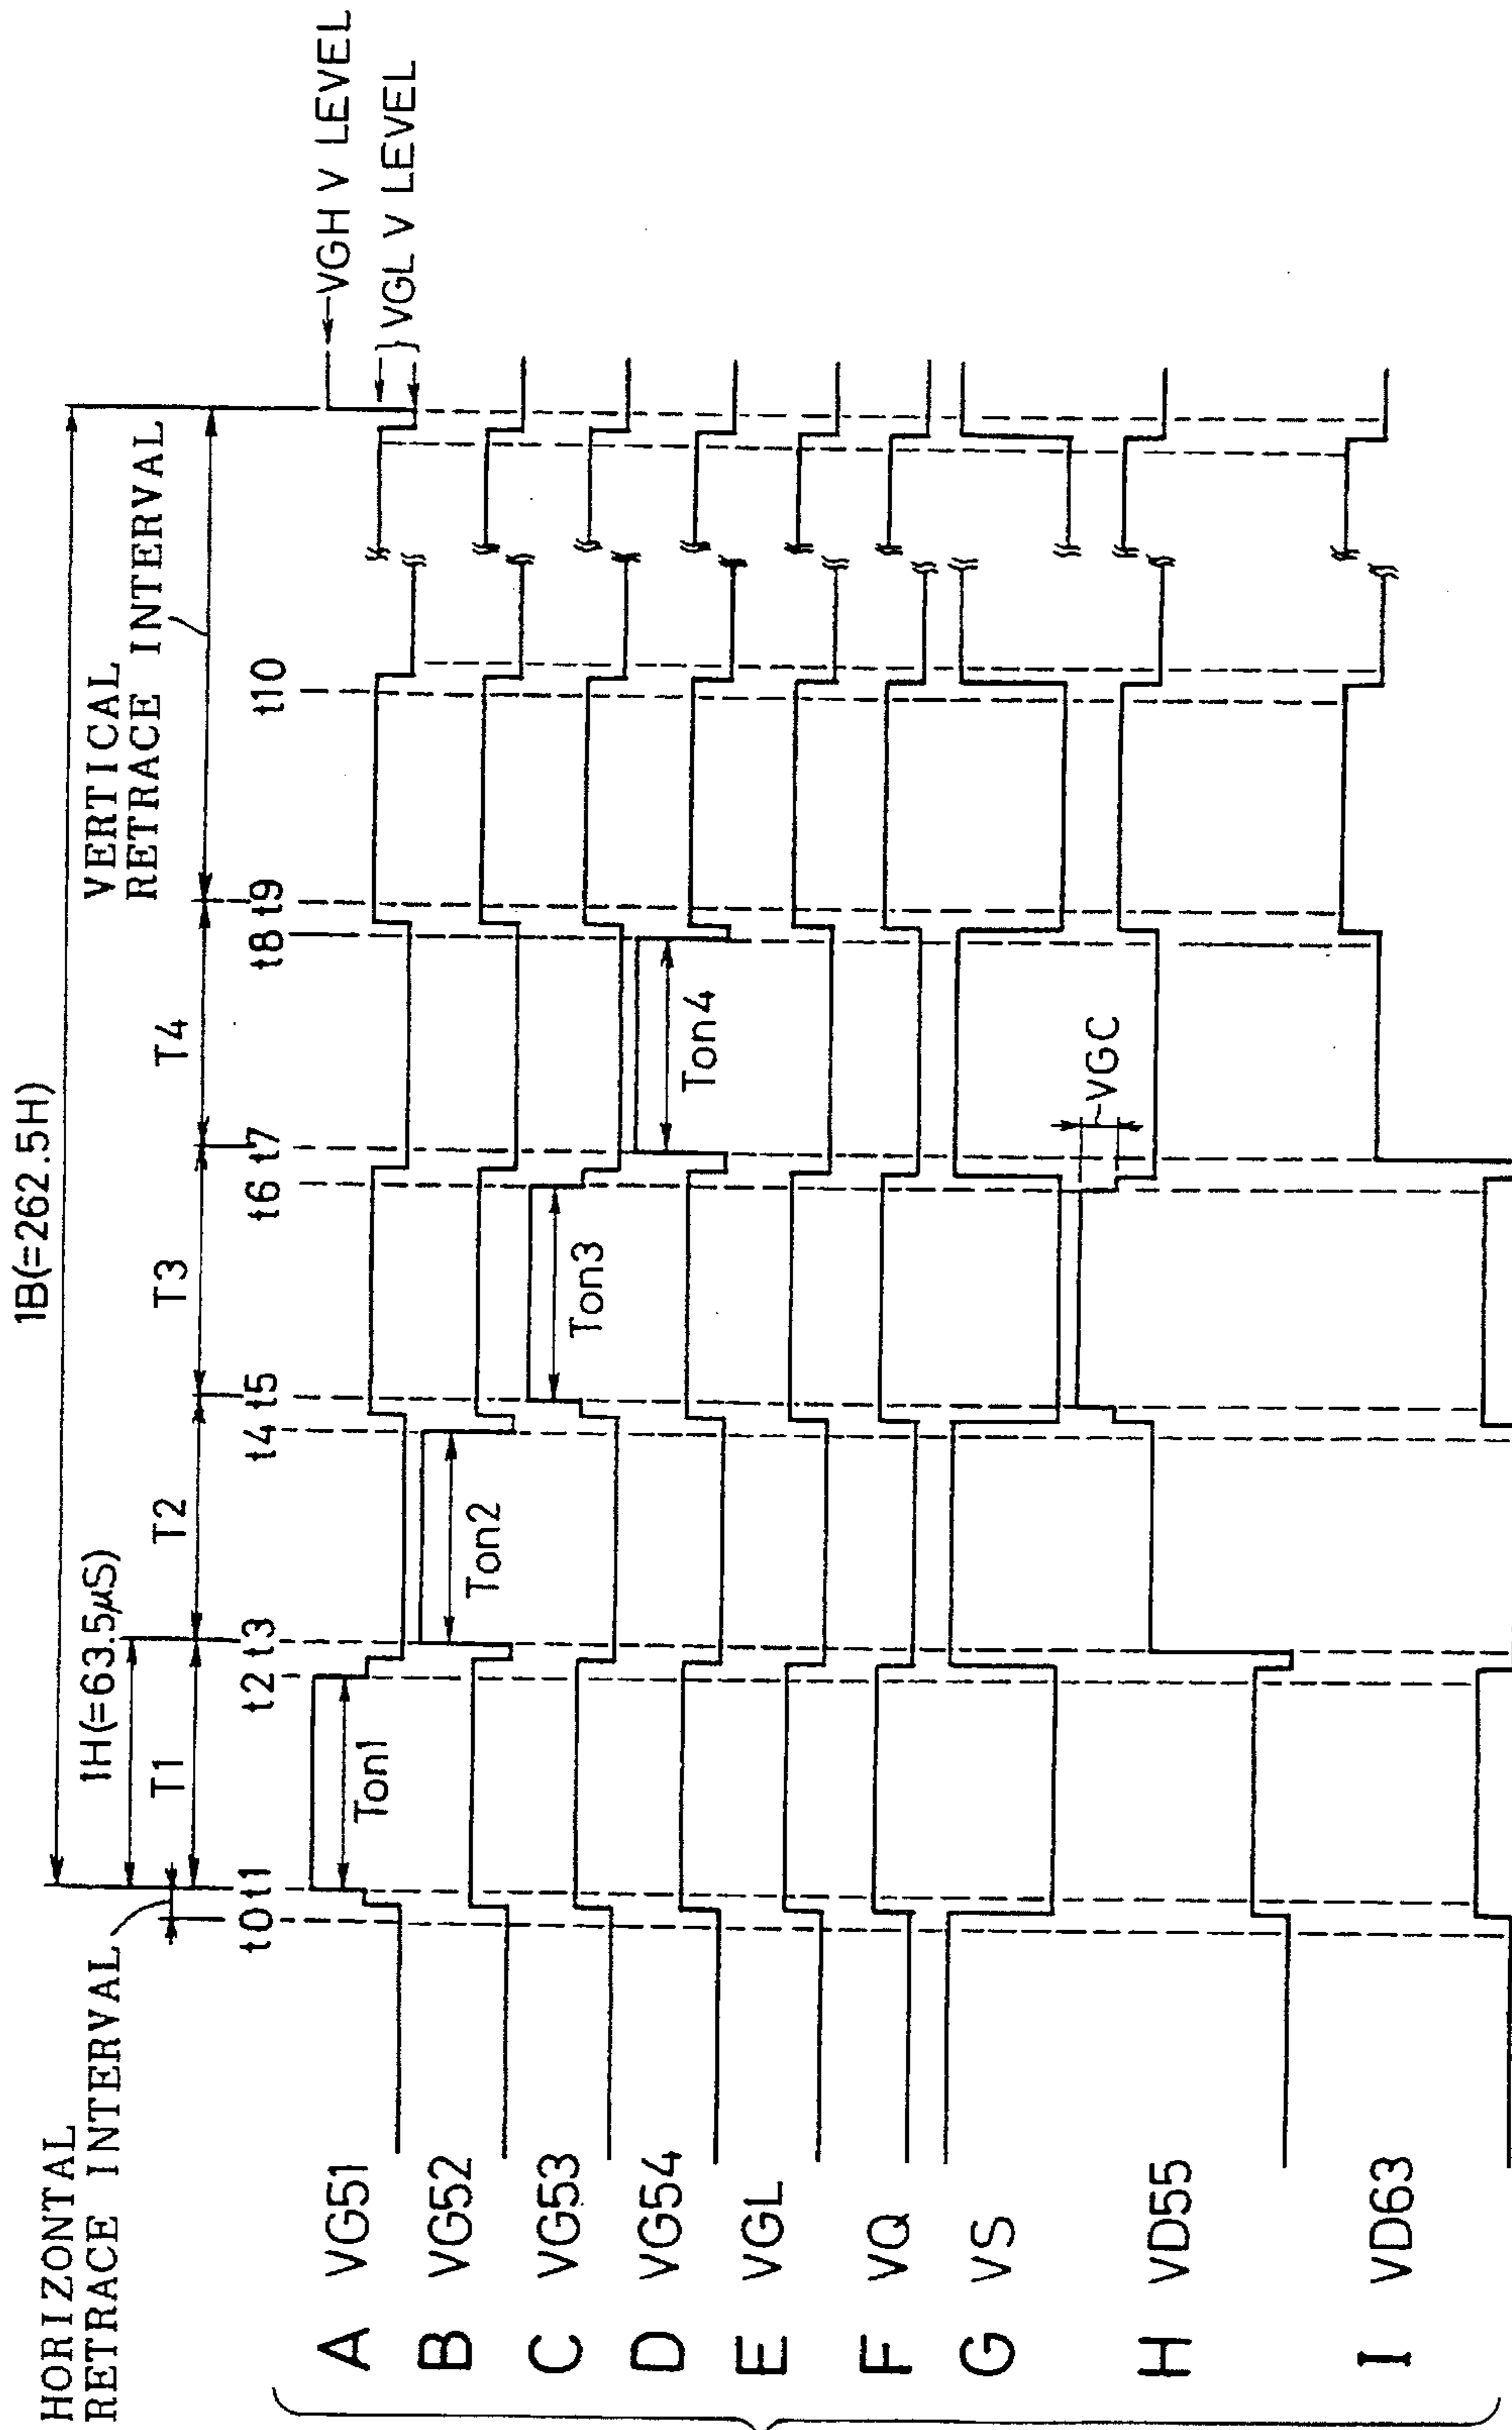 1B(=262.5H)
HORIZONTAL
RETRACE INTERVAL
1H(=63.5μS)
VERTICAL
RETRACE INTERVAL
T1
T2
T3
T4
t0
t1
t2
t3
t4
t5
t6
t7
t8
t9
t10
VGH V LEVEL
VGL V LEVEL
A VG51
Ton1
B VG52
Ton2
C VG53
Ton3
D VG54
Ton4
E VGL
F VQ
G VS
H VD55
VGC
I VD63